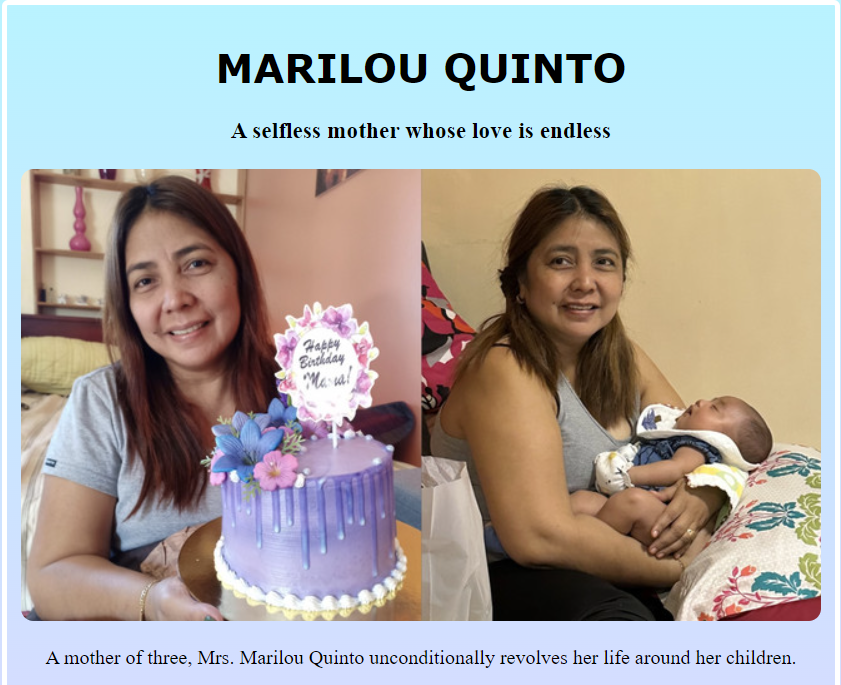 MARILOU QUINTO
A selfless mother whose love is endless
Happy
Birthday
Mama!
A mother of three, Mrs. Marilou Quinto unconditionally revolves her life around her children.